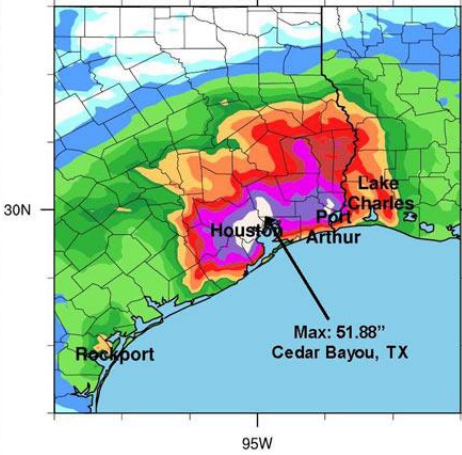 Lake
Charles
30N
Houston
Port
Arthur
Max: 51.88”
Cedar Bayou, TX
Rockport
95W